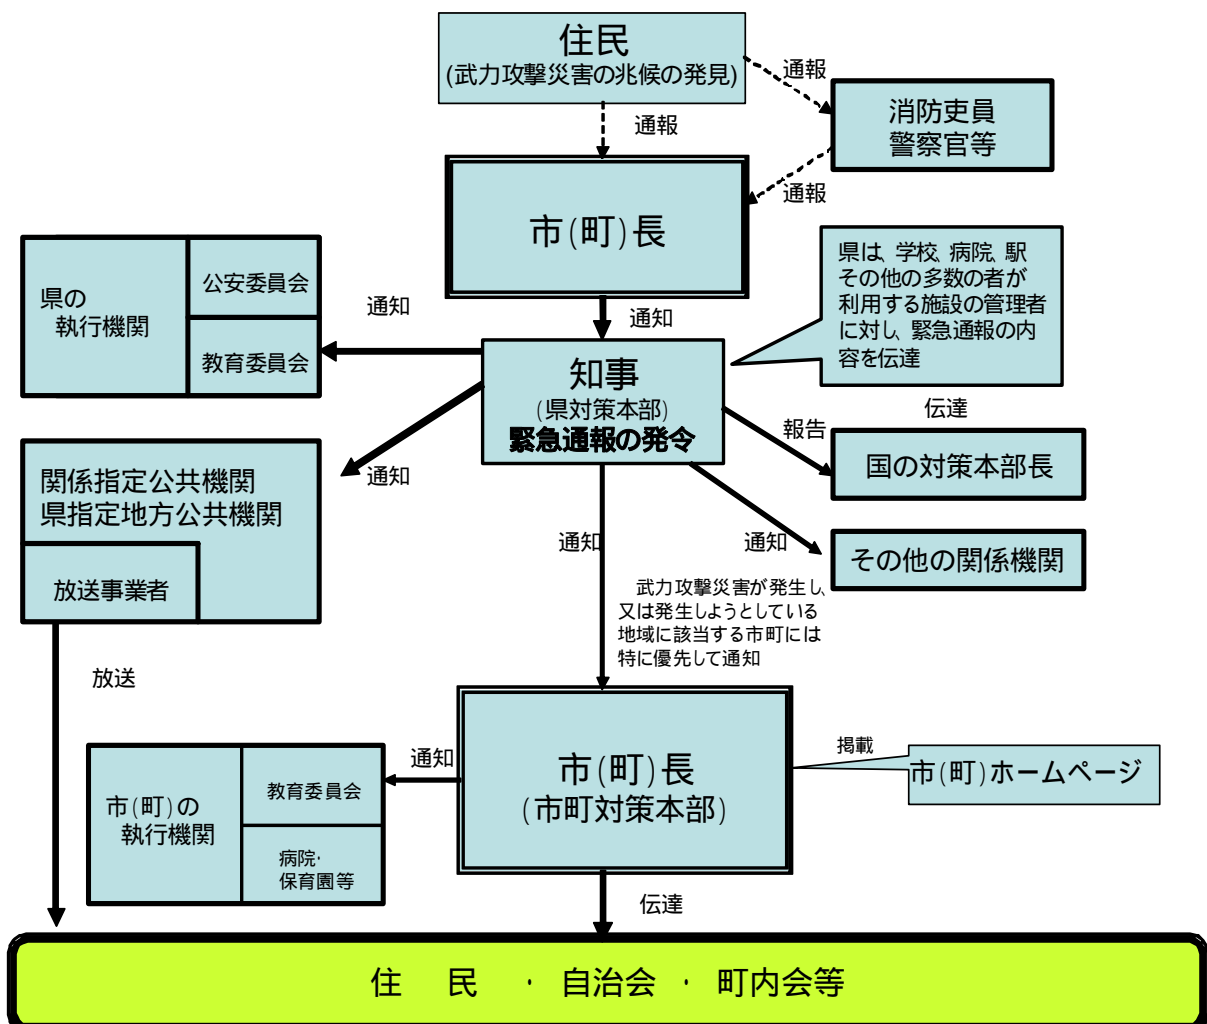 住民
(武力攻撃災害の兆候の発見)
通報
消防吏員
警察官等
通報
通報
市(町)長
県の
執行機関
公安委員会
教育委員会
通知
通知
県は、学校、病院、駅
その他の多数の者が
利用する施設の管理者
に対し、緊急通報の内
容を伝達
知事
(県対策本部)
緊急通報の発令
伝達
報告
国の対策本部長
関係指定公共機関
県指定地方公共機関
放送事業者
通知
通知
通知
その他の関係機関
武力攻撃災害が発生し、
又は発生しようとしている
地域に該当する市町には
特に優先して通知
放送
市(町)の
執行機関
教育委員会
病院・
保育園等
通知
市(町)長
(市町対策本部)
掲載
市(町)ホームページ
伝達
住 民 ・ 自治会 ・ 町内会等